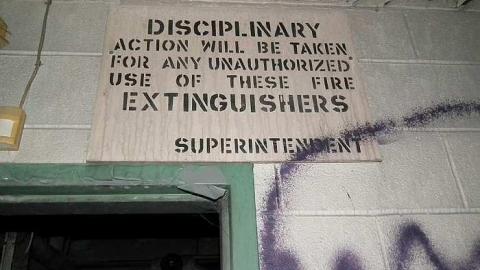 DISCIPLINARY
ACTION WILL BE TAKEN
FOR ANY UNAUTHORIZED
USE OF THESE FIRE
EXTINGUISHERS
SUPERINTENDENT